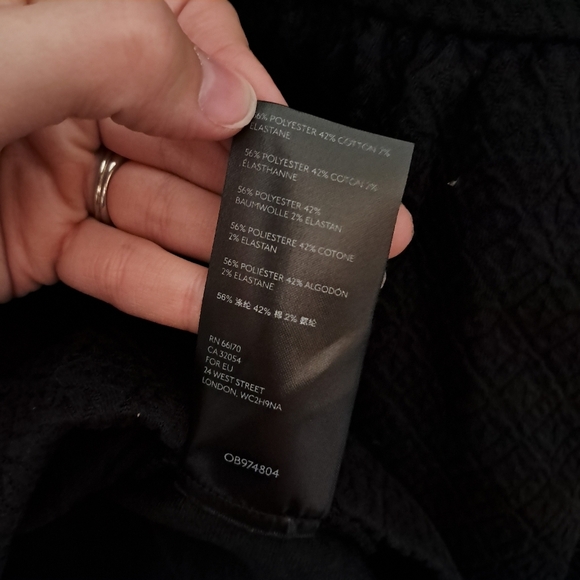 56% POLYESTER 42% COTTON 2%
ELASTANE
56% POLYESTER 42% COTON 2%
ÉLASTHANNE
56% POLYESTER 42%
BAUMWOLLE 2% ELASTAN
56% POLIESTERE 42% COTONE
2% ELASTAN
56% POLIÉSTER 42% ALGODÓN
2% ELASTANE
56% 涤纶 42% 棉 2% 氨纶
RN 66170
CA 32054
FOR EU
24 WEST STREET
LONDON, WC2H9NA
OB974804